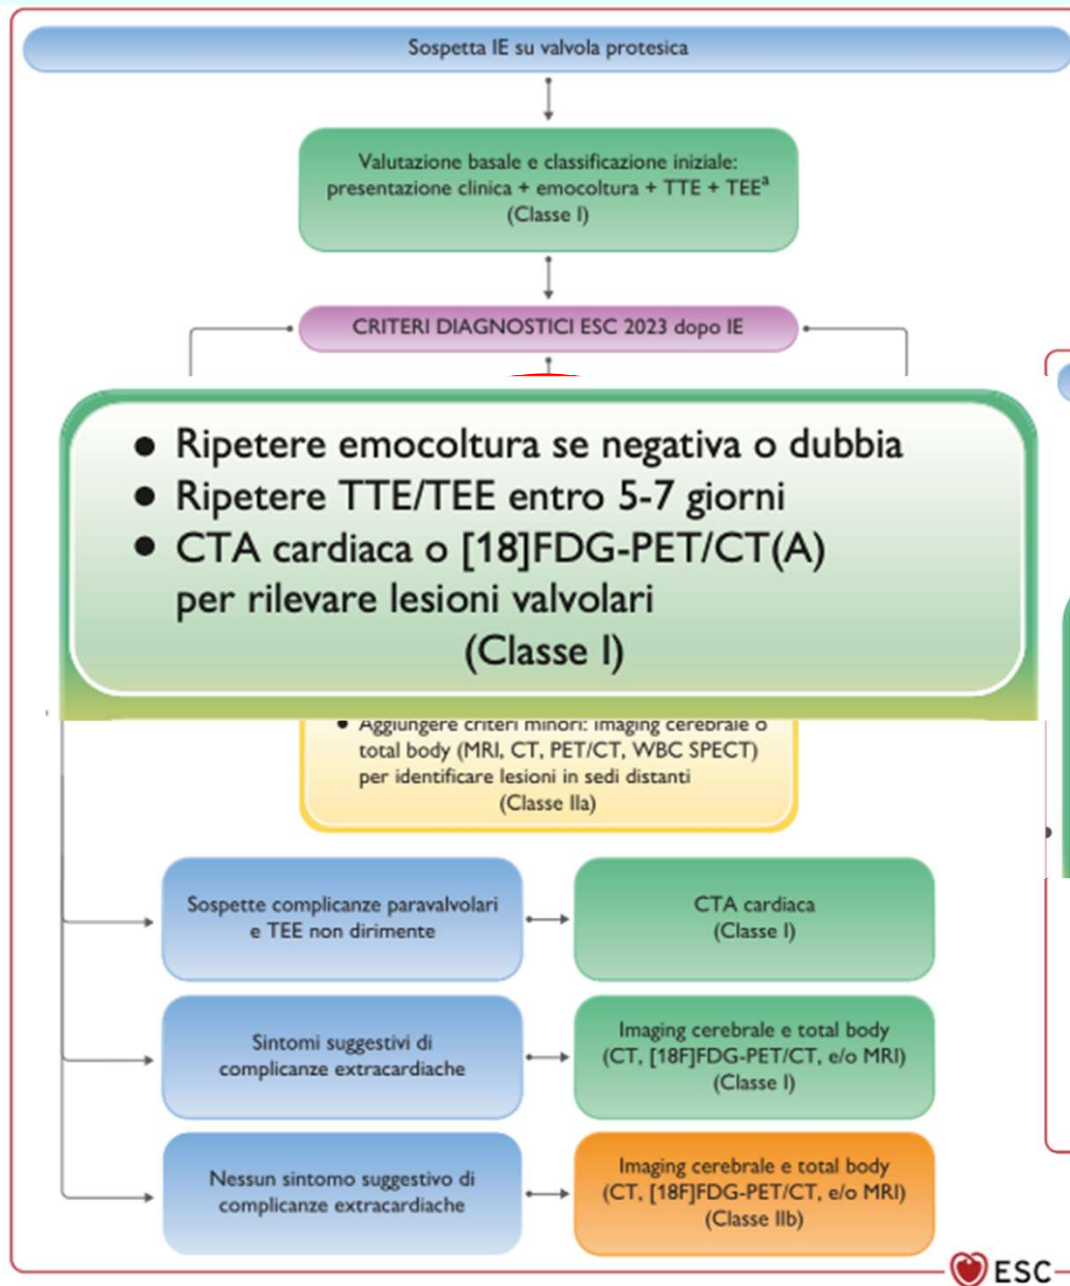 Sospetta IE su valvola protesica
Valutazione basale e classificazione iniziale:
presentazione clinica + emocoltura + TTE + TEEª
(Classe I)
CRITERI DIAGNOSTICI ESC 2023 dopo IE
• Ripetere emocoltura se negativa o dubbia
• Ripetere TTE/TEE entro 5-7 giorni
• CTA cardiaca o [18]FDG-PET/CT(A)
per rilevare lesioni valvolari
(Classe I)
• Aggiungere criteri minori: imaging cerebrale o
total body (MRI, CT, PET/CT, WBC SPECT)
per identificare lesioni in sedi distanti
(Classe IIa)
Sospette complicanze paravalvolari
e TEE non dirimente
CTA cardiaca
(Classe I)
Sintomi suggestivi di
complicanze extracardiache
Imaging cerebrale e total body
(CT, [18F]FDG-PET/CT, e/o MRI)
(Classe I)
Nessun sintomo suggestivo di
complicanze extracardiache
Imaging cerebrale e total body
(CT, [18F]FDG-PET/CT, e/o MRI)
(Classe IIb)
ESC